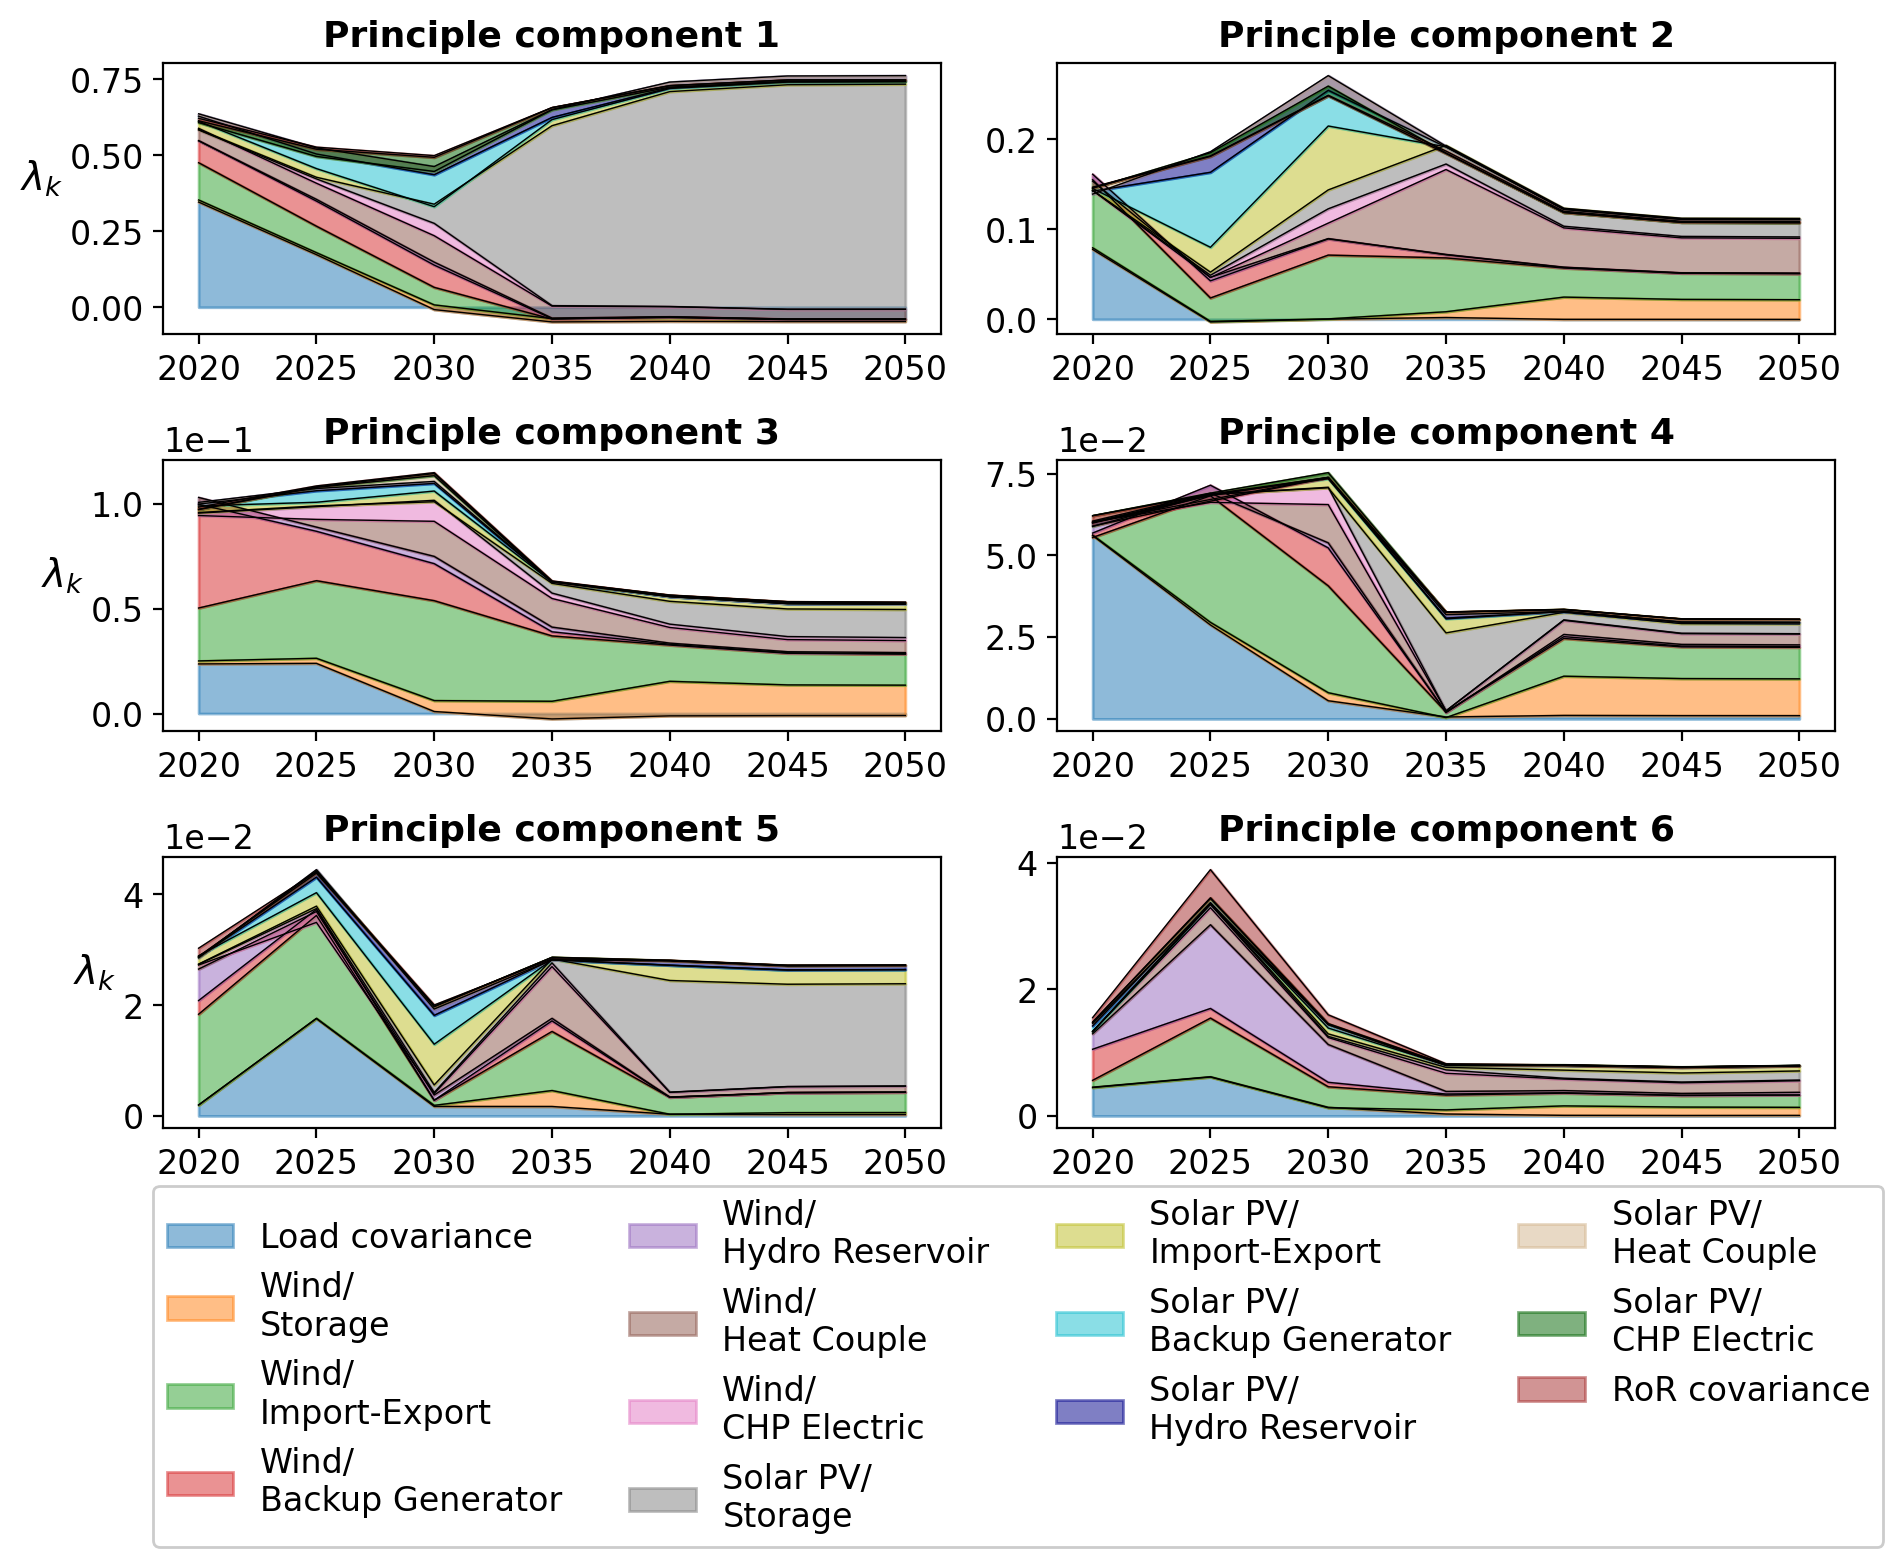 Principle component 1
Principle component 2
0.75
0.50
0.25
0.00
λk
2020 2025 2030 2035 2040 2045 2050
0.2
0.1
0.0
2020 2025 2030 2035 2040 2045 2050
Principle component 3
Principle component 4
1e−1
1.0
0.5
0.0
λk
2020 2025 2030 2035 2040 2045 2050
1e−2
7.5
5.0
2.5
0.0
2020 2025 2030 2035 2040 2045 2050
Principle component 5
Principle component 6
1e−2
4
2
0
λk
2020 2025 2030 2035 2040 2045 2050
1e−2
4
2
0
2020 2025 2030 2035 2040 2045 2050
Load covariance
Wind/
Storage
Wind/
Import-Export
Wind/
Backup Generator
Wind/
Hydro Reservoir
Wind/
Heat Couple
Wind/
CHP Electric
Solar PV/
Storage
Solar PV/
Import-Export
Solar PV/
Backup Generator
Solar PV/
Hydro Reservoir
Solar PV/
Heat Couple
Solar PV/
CHP Electric
RoR covariance